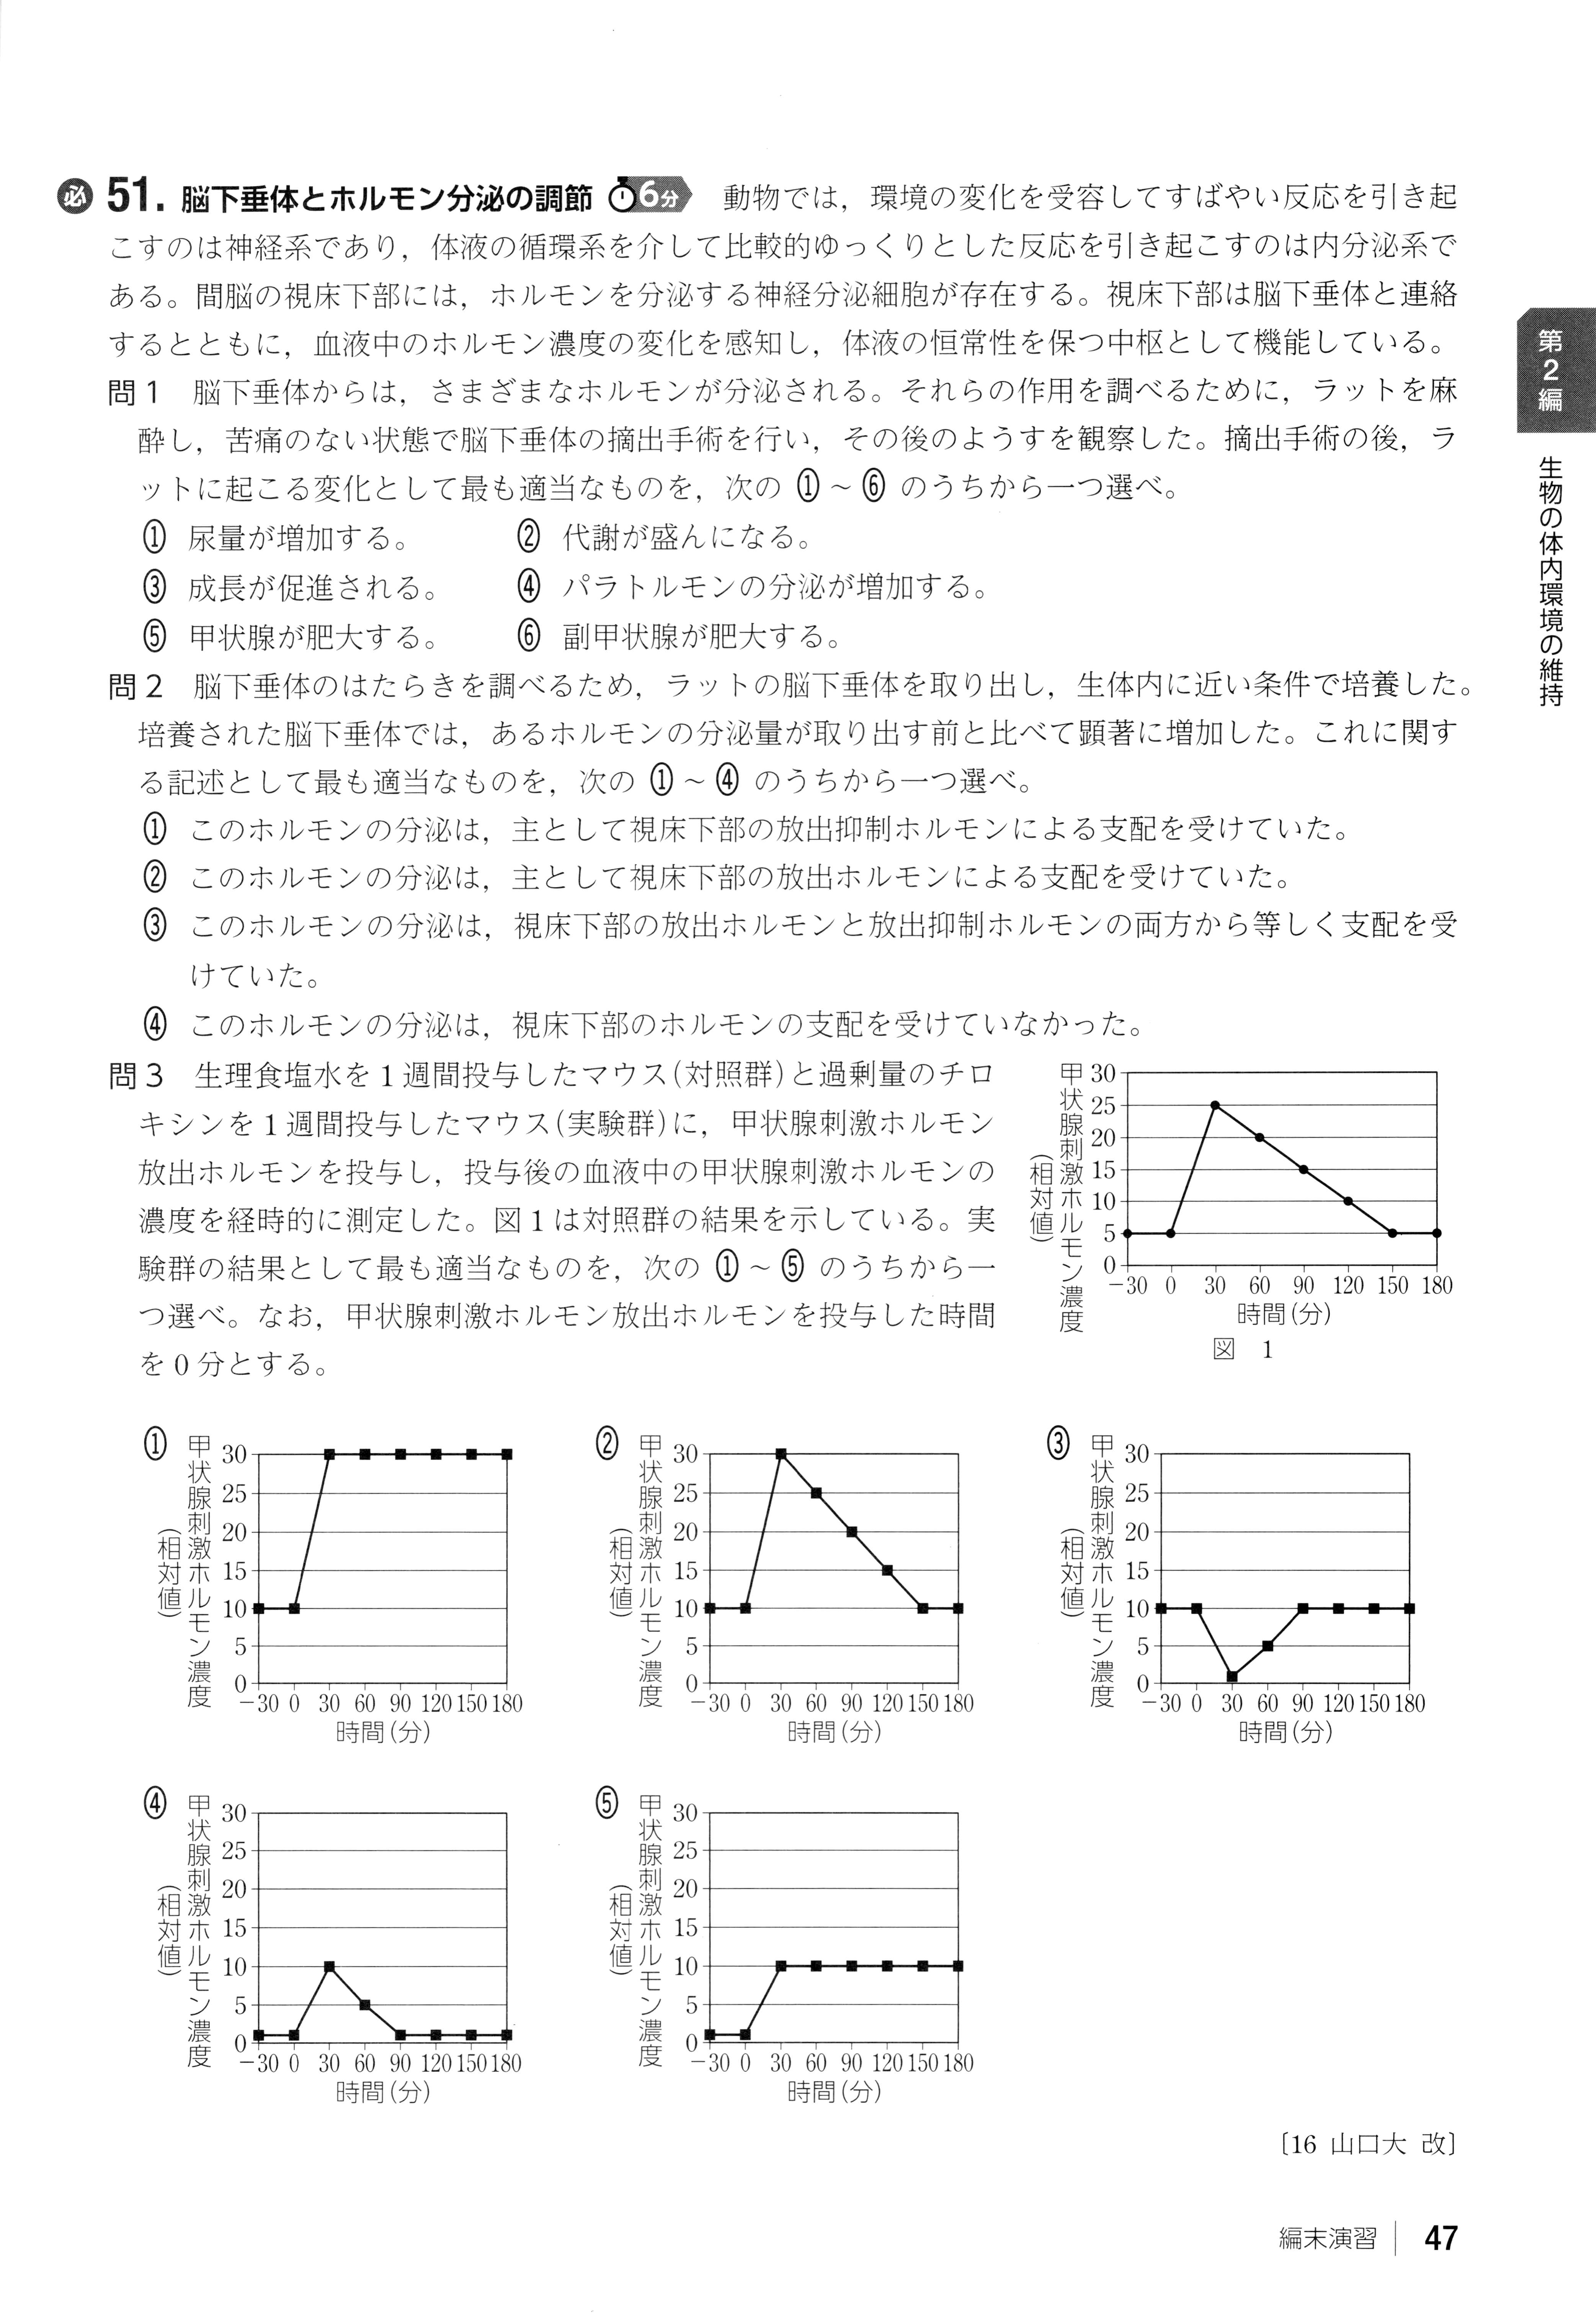 必 51. 脳下垂体とホルモン分泌の調節 6分 動物では，環境の変化を受容してすばやい反応を引き起
こすのは神経系であり，体液の循環系を介して比較的ゆっくりとした反応を引き起こすのは内分泌系で
ある。間脳の視床下部には，ホルモンを分泌する神経分泌細胞が存在する。視床下部は脳下垂体と連絡
するとともに，血液中のホルモン濃度の変化を感知し，体液の恒常性を保つ中枢として機能している。
問1 脳下垂体からは，さまざまなホルモンが分泌される。それらの作用を調べるために，ラットを麻
酔し，苦痛のない状態で脳下垂体の摘出手術を行い，その後のようすを観察した。摘出手術の後，ラ
ットに起こる変化として最も適当なものを，次の ①～⑥ のうちから一つ選べ。
① 尿量が増加する。 ② 代謝が盛んになる。
③ 成長が促進される。 ④ パラトルモンの分泌が増加する。
⑤ 甲状腺が肥大する。 ⑥ 副甲状腺が肥大する。
問2 脳下垂体のはたらきを調べるため，ラットの脳下垂体を取り出し，生体内に近い条件で培養した。
培養された脳下垂体では，あるホルモンの分泌量が取り出す前と比べて顕著に増加した。これに関す
る記述として最も適当なものを，次の ①～④ のうちから一つ選べ。
① このホルモンの分泌は，主として視床下部の放出抑制ホルモンによる支配を受けていた。
② このホルモンの分泌は，主として視床下部の放出ホルモンによる支配を受けていた。
③ このホルモンの分泌は，視床下部の放出ホルモンと放出抑制ホルモンの両方から等しく支配を受
けていた。
④ このホルモンの分泌は，視床下部のホルモンの支配を受けていなかった。
問3 生理食塩水を1週間投与したマウス(対照群)と過剰量のチロ
キシンを1週間投与したマウス(実験群)に，甲状腺刺激ホルモン
放出ホルモンを投与し，投与後の血液中の甲状腺刺激ホルモンの
濃度を経時的に測定した。図1は対照群の結果を示している。実
験群の結果として最も適当なものを，次の ①～⑤ のうちから一
つ選べ。なお，甲状腺刺激ホルモン放出ホルモンを投与した時間
を0分とする。
甲状腺刺激ホルモン濃度
(相対値)
30
25
20
15
10
5
0
−30 0 30 60 90 120 150 180
時間(分)
図 1
①
甲状腺刺激ホルモン濃度
(相対値)
30
25
20
15
10
5
0
−30 0 30 60 90 120 150 180
時間(分)
②
甲状腺刺激ホルモン濃度
(相対値)
30
25
20
15
10
5
0
−30 0 30 60 90 120 150 180
時間(分)
③
甲状腺刺激ホルモン濃度
(相対値)
30
25
20
15
10
5
0
−30 0 30 60 90 120 150 180
時間(分)
④
甲状腺刺激ホルモン濃度
(相対値)
30
25
20
15
10
5
0
−30 0 30 60 90 120 150 180
時間(分)
⑤
甲状腺刺激ホルモン濃度
(相対値)
30
25
20
15
10
5
0
−30 0 30 60 90 120 150 180
時間(分)
〔16 山口大 改〕
第2編
生物の体内環境の維持
編末演習 47